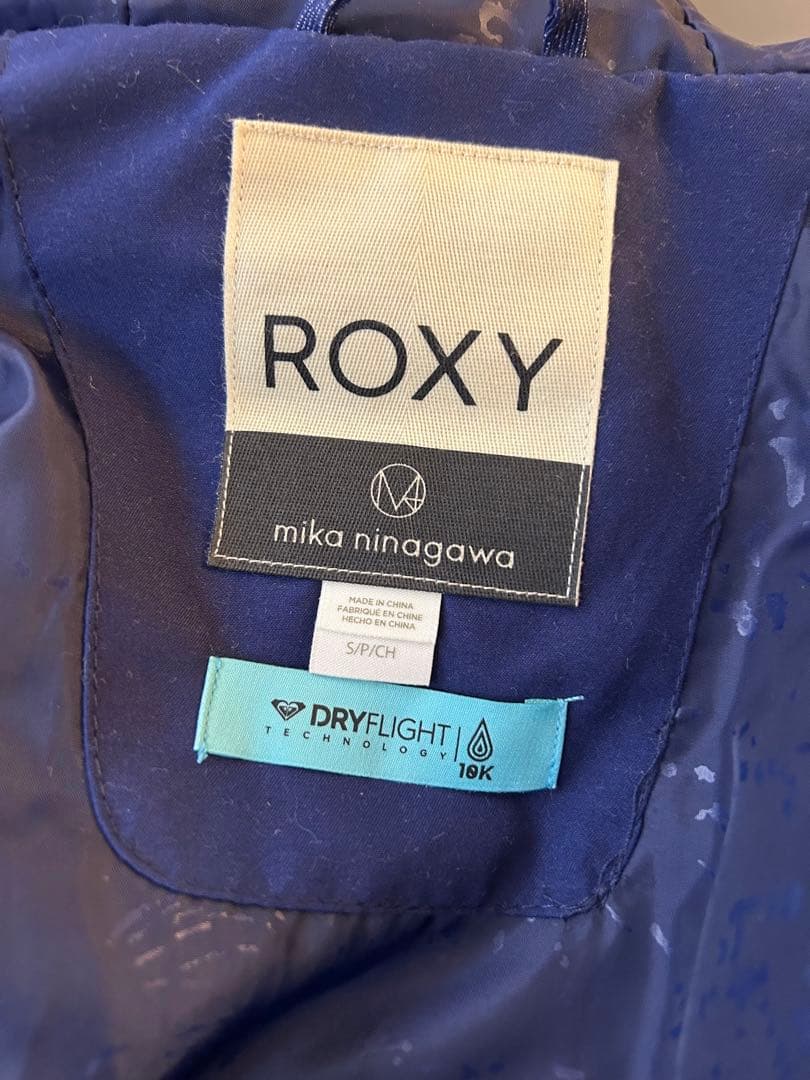 ROXY
mika ninagawa
MADE IN CHINA
FABRIQUÉ EN CHINE
HECHO EN CHINA
S/P/CH
DRYFLIGHT
TECHNOLOGY
10K